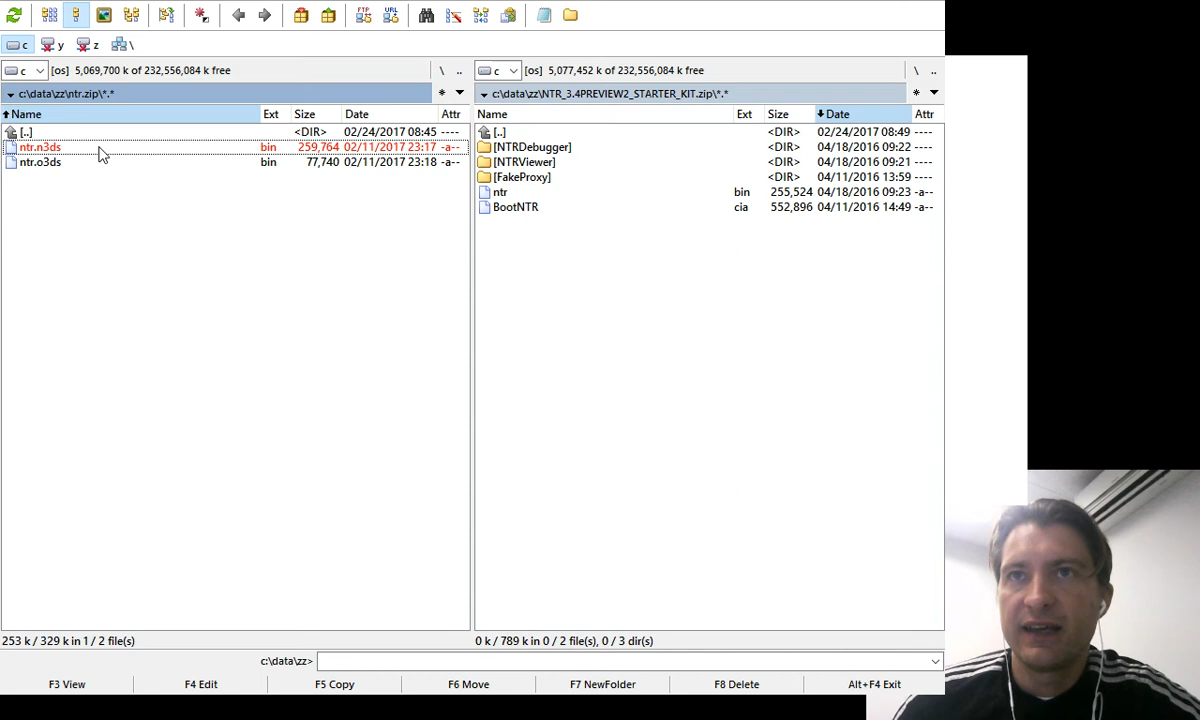 FTP URL
c y z \
c [os] 5,069,700 k of 232,556,084 k free \ ..
c:\data\zz\ntr.zip\*.* * 
Name Ext Size Date Attr
[..] <DIR> 02/24/2017 08:45 ----
ntr.n3ds bin 259,764 02/11/2017 23:17 -a--
ntr.o3ds bin 77,740 02/11/2017 23:18 -a--
253 k / 329 k in 1 / 2 file(s)
c [os] 5,077,452 k of 232,556,084 k free \ ..
c:\data\zz\NTR_3.4PREVIEW2_STARTER_KIT.zip\*.* *
Name Ext Size Date Attr
[..] <DIR> 02/24/2017 08:49 ----
[NTRDebugger] <DIR> 04/18/2016 09:22 ----
[NTRViewer] <DIR> 04/18/2016 09:21 ----
[FakeProxy] <DIR> 04/11/2016 13:59 ----
ntr bin 255,524 04/18/2016 09:23 -a--
BootNTR cia 552,896 04/11/2016 14:49 -a--
0 k / 789 k in 0 / 2 file(s), 0 / 3 dir(s)
c:\data\zz>
F3 View F4 Edit F5 Copy F6 Move F7 NewFolder F8 Delete Alt+F4 Exit